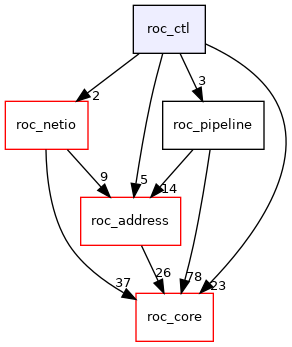 roc_ctl
3
2
roc_netio
roc_pipeline
9
5
14
roc_address
26
78
37
23
roc_core